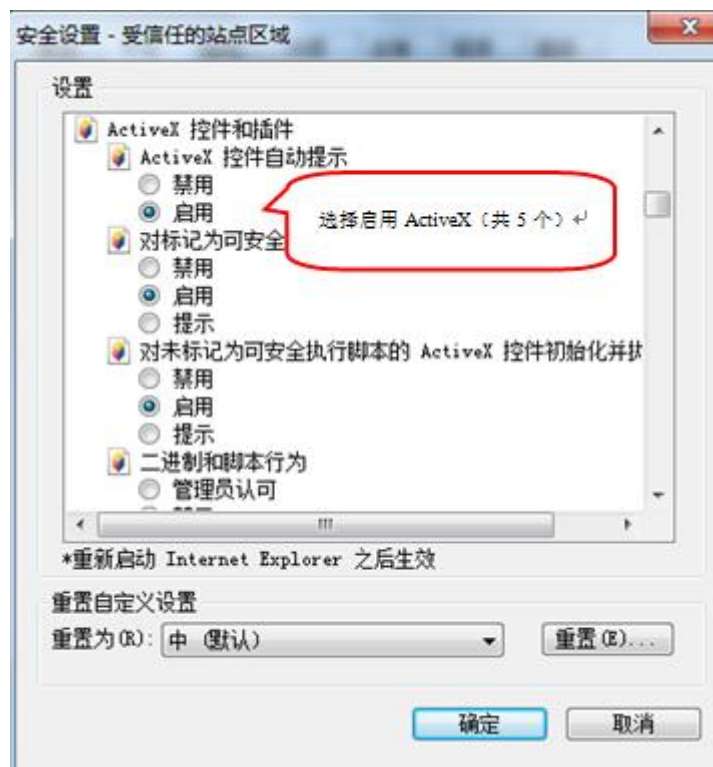 安全设置 - 受信任的站点区域
设置
ActiveX 控件和插件
ActiveX 控件自动提示
禁用
启用
选择启用 ActiveX（共 5 个）↵
对标记为可安全
禁用
启用
提示
对未标记为可安全执行脚本的 ActiveX 控件初始化并执
禁用
启用
提示
二进制和脚本行为
管理员认可
*重新启动 Internet Explorer 之后生效
重置自定义设置
重置为(R): 中 (默认)
重置(E)...
确定
取消